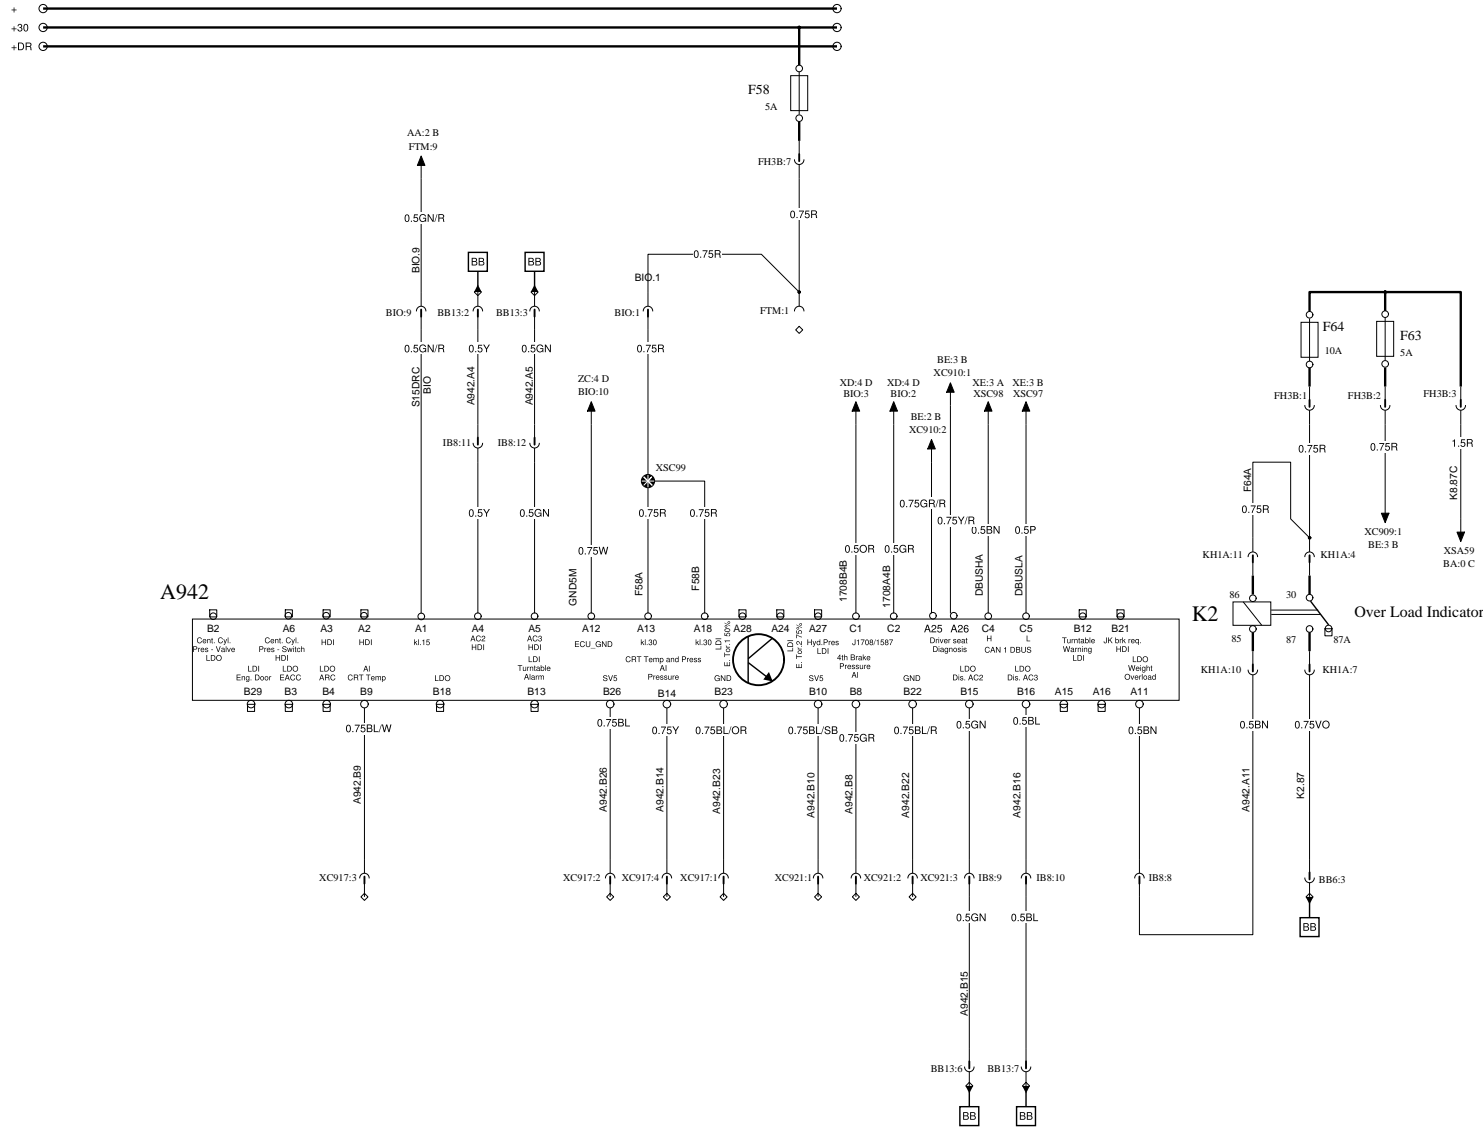 +
+30
+DR
F58
5A
AA:2 B
FTM:9
FH3B:7
0.5GN/R
0.75R
BIO.9
BB
BB
0.75R
BIO.1
BIO:9
BB13:2
BB13:3
BIO:1
FTM:1
F64
10A
F63
5A
0.5GN/R
0.5Y
0.5GN
0.75R
S15DRC
BIO
A942.A4
A942.A5
ZC:4 D
BIO:10
XD:4 D
BIO:3
XD:4 D
BIO:2
BE:3 B
XC910:1
XE:3 A
XSC98
XE:3 B
XSC97
BE:2 B
XC910:2
FH3B:1
FH3B:2
FH3B:3
IB8:11
IB8:12
0.75R
0.75R
1.5R
XSC99
F64A
K8.87C
0.75GR/R
0.75R
0.5Y
0.5GN
0.75R
0.75R
0.75Y/R
0.5BN
0.5P
XC909:1
BE:3 B
0.75W
0.5OR
0.5GR
KH1A:11
KH1A:4
XSA59
BA:0 C
GND5M
F58A
F58B
1708B4B
1708A4B
DBUSHA
DBUSLA
A942
86
30
K2
Over Load Indicator
85
87
87A
B2
A6
A3
A2
A1
A4
A5
A12
A13
A18
A28
A24
A27
C1
C2
A25
A26
C4
C5
B12
B21
Cent. Cyl.
Pres - Valve
LDO
Cent. Cyl.
Pres - Switch
HDI
HDI
HDI
kl.15
AC2
HDI
AC3
HDI
ECU_GND
kl.30
kl.30
LDI
E. Tor.1 50%
LDI
E. Tor.2 75%
Hyd.Pres
LDI
J1708/1587
Driver seat
Diagnosis
H
L
CAN 1 DBUS
Turntable
Warning
LDI
JK brk req.
HDI
LDI
Eng. Door
LDO
EACC
LDO
ARC
AI
CRT Temp
LDO
LDI
Turntable
Alarm
SV5
CRT Temp and Press
AI
Pressure
GND
SV5
4th Brake
Pressure
AI
GND
LDO
Dis. AC2
LDO
Dis. AC3
LDO
Weight
Overload
B29
B3
B4
B9
B18
B13
B26
B14
B23
B10
B8
B22
B15
B16
A15
A16
A11
KH1A:10
KH1A:7
0.75BL/W
0.75BL
0.75Y
0.75BL/OR
0.75BL/SB
0.75GR
0.75BL/R
0.5GN
0.5BL
0.5BN
0.5BN
0.75VO
A942.B9
A942.B26
A942.B14
A942.B23
A942.B10
A942.B8
A942.B22
A942.B16
A942.A11
K2.87
XC917:3
XC917:2
XC917:4
XC917:1
XC921:1
XC921:2
XC921:3
IB8:9
IB8:10
IB8:8
BB6:3
0.5GN
0.5BL
BB
A942.B15
BB13:6
BB13:7
BB
BB